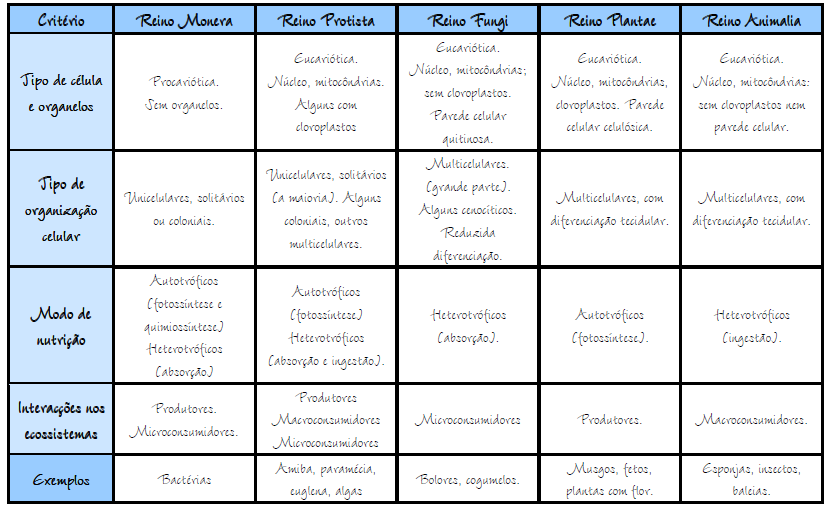 Critério Reino Monera Reino Protista Reino Fungi Reino Plantae Reino Animalia
Tipo de célula
e organelos
Procariótica.
Sem organelos.
Eucariótica.
Núcleo, mitocôndrias.
Alguns com
cloroplastos
Eucariótica.
Núcleo, mitocôndrias;
sem cloroplastos.
Parede celular
quitinosa.
Eucariótica.
Núcleo, mitocôndrias,
cloroplastos. Parede
celular celulósica.
Eucariótica.
Núcleo, mitocôndrias:
sem cloroplastos nem
parede celular.
Tipo de
organização
celular
Unicelulares, solitários
ou coloniais.
Unicelulares, solitários
(a maioria). Alguns
coloniais, outros
multicelulares.
Multicelulares.
(grande parte).
Alguns cenocíticos.
Reduzida
diferenciação.
Multicelulares, com
diferenciação tecidular.
Multicelulares, com
diferenciação tecidular.
Modo de
nutrição
Autotróficos
(fotossíntese e
quimiossíntese)
Heterotróficos
(absorção)
Autotróficos
(fotossíntese)
Heterotróficos
(absorção e ingestão).
Heterotróficos
(absorção).
Autotróficos
(fotossíntese).
Heterotróficos
(ingestão).
Interacções nos
ecossistemas
Produtores.
Microconsumidores.
Produtores
Macroconsumidores
Microconsumidores
Microconsumidores
Produtores.
Macroconsumidores.
Exemplos
Bactérias
Amiba, paramécia,
euglena, algas
Bolores, cogumelos.
Musgos, fetos,
plantas com flor.
Esponjas, insectos,
baleias.